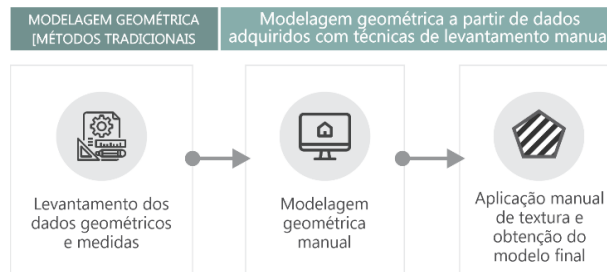 MODELAGEM GEOMÉTRICA
[MÉTODOS TRADICIONAIS
Modelagem geométrica a partir de dados
adquiridos com técnicas de levantamento manual
Levantamento dos
dados geométricos
e medidas
Modelagem
geométrica
manual
Aplicação manual
de textura e
obtenção do
modelo final